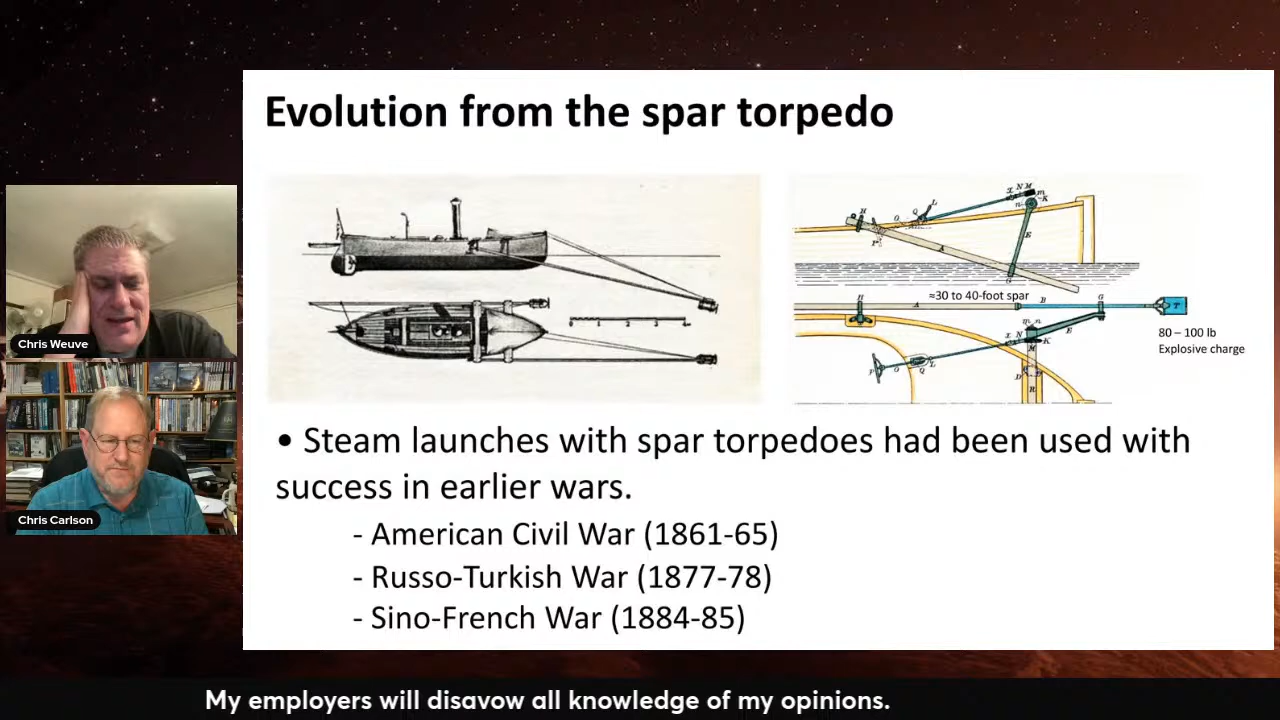 Evolution from the spar torpedo
≈30 to 40-foot spar
80 – 100 lb
Explosive charge
• Steam launches with spar torpedoes had been used with
success in earlier wars.
- American Civil War (1861-65)
- Russo-Turkish War (1877-78)
- Sino-French War (1884-85)
Chris Weuve
Chris Carlson
My employers will disavow all knowledge of my opinions.